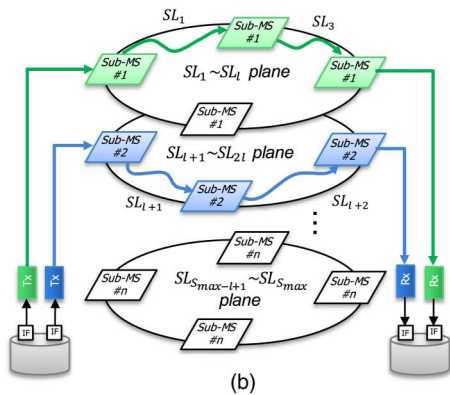 SL1
SL3
Sub-MS #1
Sub-MS #1
SL1~SLl plane
Sub-MS #1
Sub-MS #1
Sub-MS #2
SLl+1~SL2l plane
Sub-MS #2
SLl+1
Sub-MS #2
SLl+2
⋮
Sub-MS #n
SLSmax-l+1~SLSmax
plane
Sub-MS #n
Sub-MS #n
Sub-MS #n
Tx
Tx
Rx
Rx
IF
IF
IF
IF
(b)